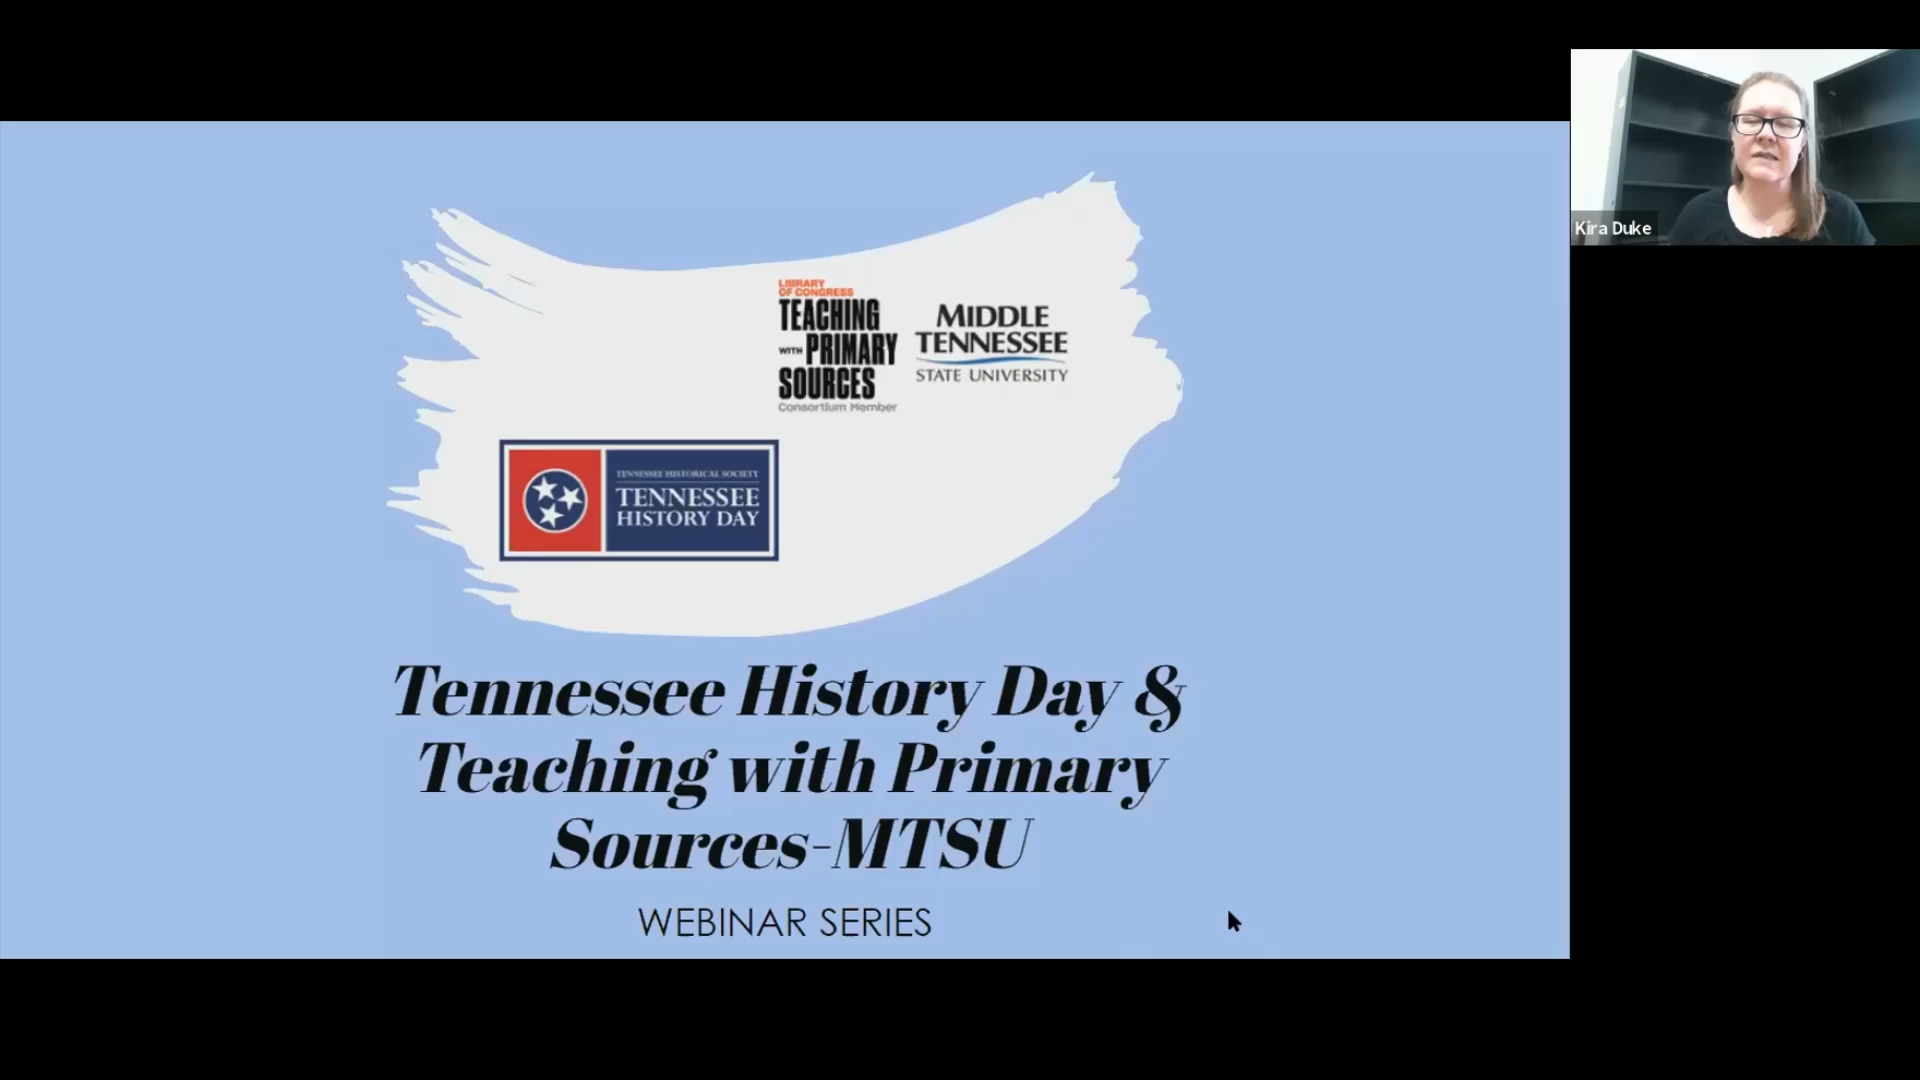 LIBRARY
OF CONGRESS
TEACHING
WITH PRIMARY
SOURCES
Consortium Member
MIDDLE
TENNESSEE
STATE UNIVERSITY
TENNESSEE HISTORICAL SOCIETY
TENNESSEE
HISTORY DAY
Tennessee History Day &
Teaching with Primary
Sources-MTSU
WEBINAR SERIES
Kira Duke